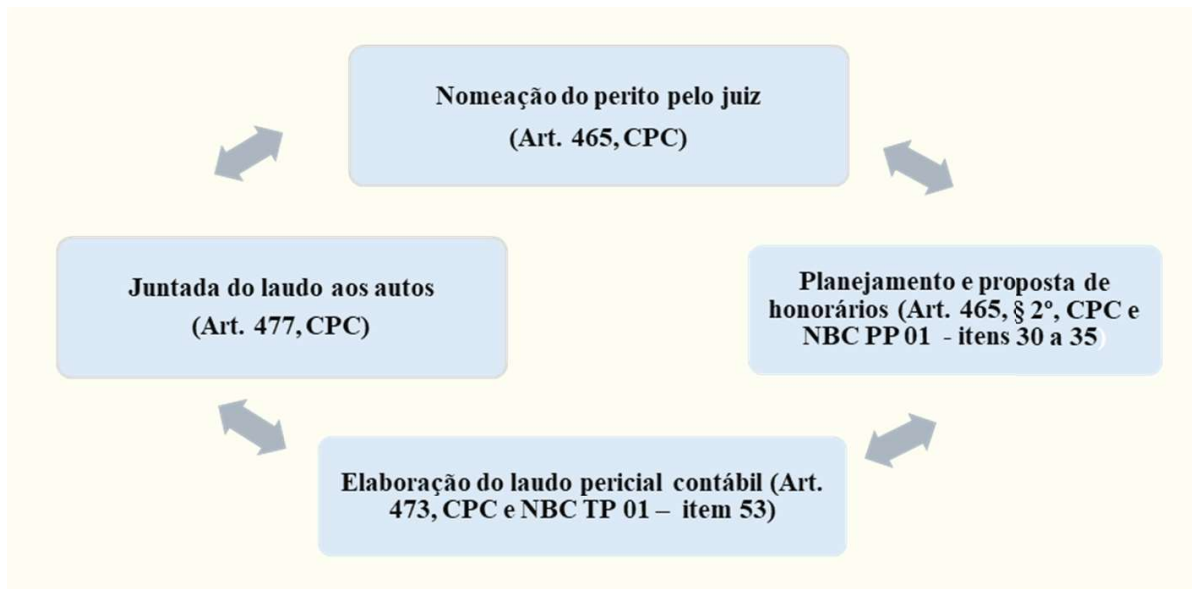 Nomeação do perito pelo juiz
(Art. 465, CPC)
Planejamento e proposta de
honorários (Art. 465, § 2º, CPC e
NBC PP 01 - itens 30 a 35)
Juntada do laudo aos autos
(Art. 477, CPC)
Elaboração do laudo pericial contábil (Art.
473, CPC e NBC TP 01 – item 53)